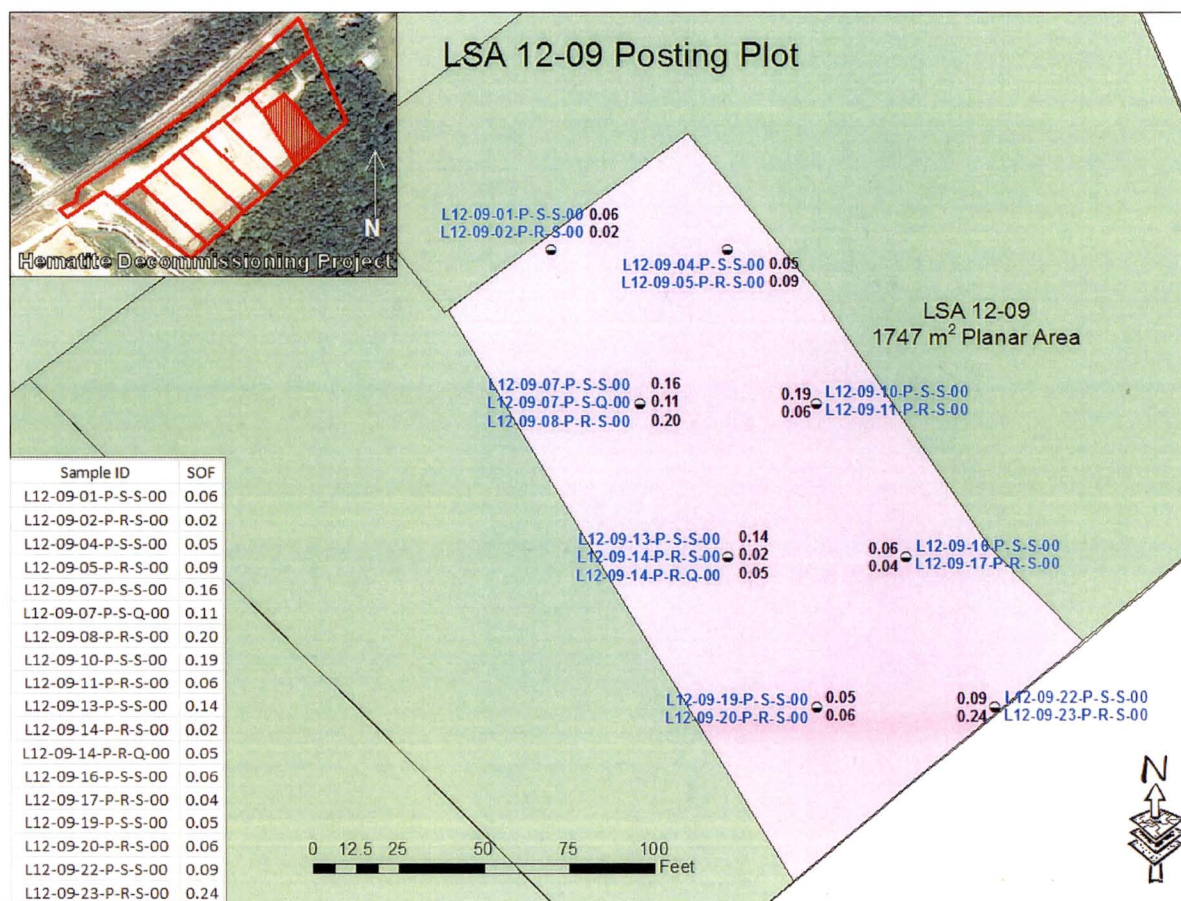 LSA 12-09 Posting Plot
N
Hematite Decommissioning Project
L12-09-01-P-S-S-00 0.06
L12-09-02-P-R-S-00 0.02
L12-09-04-P-S-S-00 0.05
L12-09-05-P-R-S-00 0.09
LSA 12-09
1747 m² Planar Area
L12-09-07-P-S-S-00 0.16
L12-09-07-P-S-Q-00 0.11
L12-09-08-P-R-S-00 0.20
0.19 L12-09-10-P-S-S-00
0.06 L12-09-11-P-R-S-00
L12-09-13-P-S-S-00 0.14
L12-09-14-P-R-S-00 0.02
L12-09-14-P-R-Q-00 0.05
0.06 L12-09-16-P-S-S-00
0.04 L12-09-17-P-R-S-00
L12-09-19-P-S-S-00 0.05
L12-09-20-P-R-S-00 0.06
0.09 L12-09-22-P-S-S-00
0.24 L12-09-23-P-R-S-00
Sample ID SOF
L12-09-01-P-S-S-00 0.06
L12-09-02-P-R-S-00 0.02
L12-09-04-P-S-S-00 0.05
L12-09-05-P-R-S-00 0.09
L12-09-07-P-S-S-00 0.16
L12-09-07-P-S-Q-00 0.11
L12-09-08-P-R-S-00 0.20
L12-09-10-P-S-S-00 0.19
L12-09-11-P-R-S-00 0.06
L12-09-13-P-S-S-00 0.14
L12-09-14-P-R-S-00 0.02
L12-09-14-P-R-Q-00 0.05
L12-09-16-P-S-S-00 0.06
L12-09-17-P-R-S-00 0.04
L12-09-19-P-S-S-00 0.05
L12-09-20-P-R-S-00 0.06
L12-09-22-P-S-S-00 0.09
L12-09-23-P-R-S-00 0.24
0 12.5 25 50 75 100
Feet
N